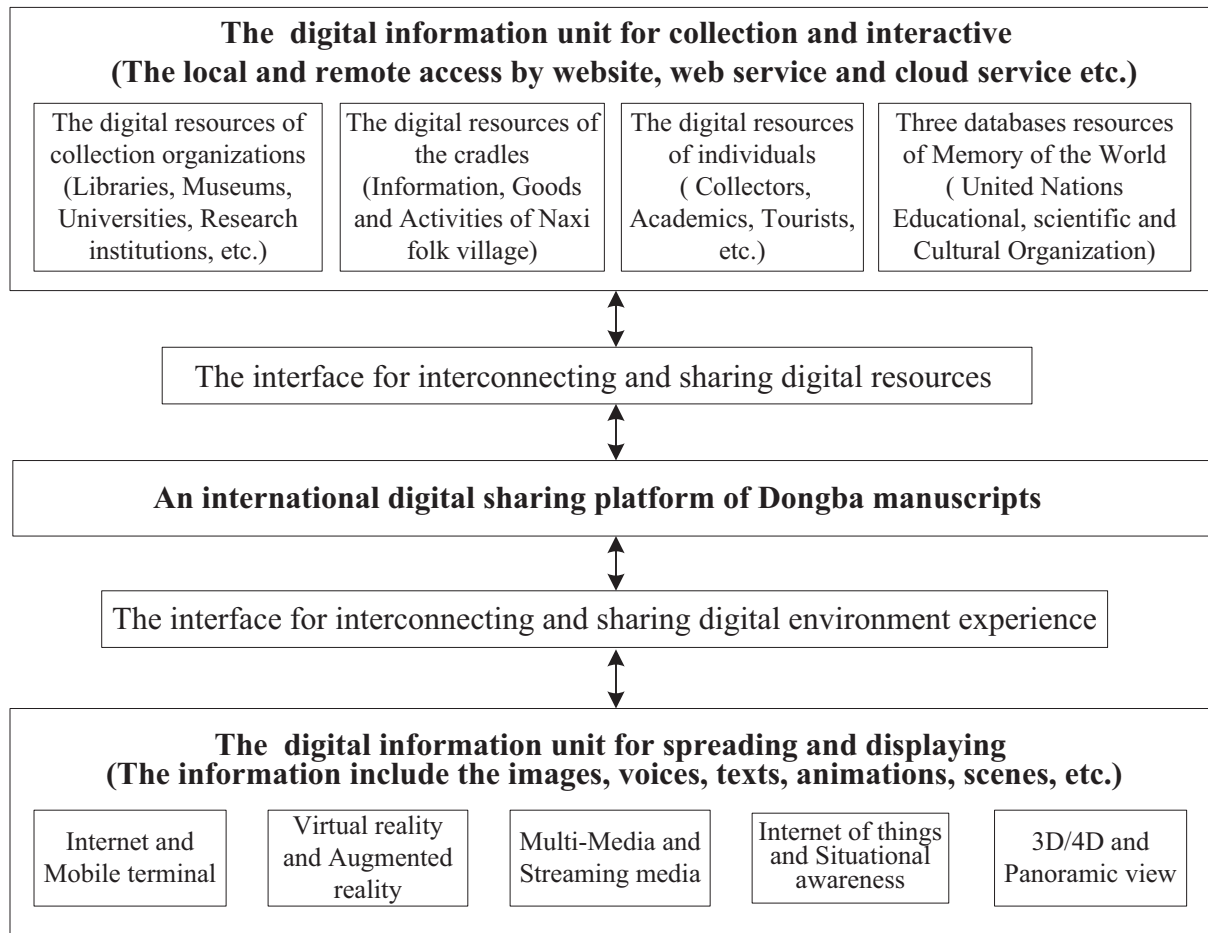 The digital information unit for collection and interactive
(The local and remote access by website, web service and cloud service etc.)
The digital resources of
collection organizations
(Libraries, Museums,
Universities, Research
institutions, etc.)
The digital resources of
the cradles
(Information, Goods
and Activities of Naxi
folk village)
The digital resources
of individuals
( Collectors,
Academics, Tourists,
etc.)
Three databases resources
of Memory of the World
( United Nations
Educational, scientific and
Cultural Organization)
The interface for interconnecting and sharing digital resources
An international digital sharing platform of Dongba manuscripts
The interface for interconnecting and sharing digital environment experience
The digital information unit for spreading and displaying
(The information include the images, voices, texts, animations, scenes, etc.)
Internet and
Mobile terminal
Virtual reality
and Augmented
reality
Multi-Media and
Streaming media
Internet of things
and Situational
awareness
3D/4D and
Panoramic view